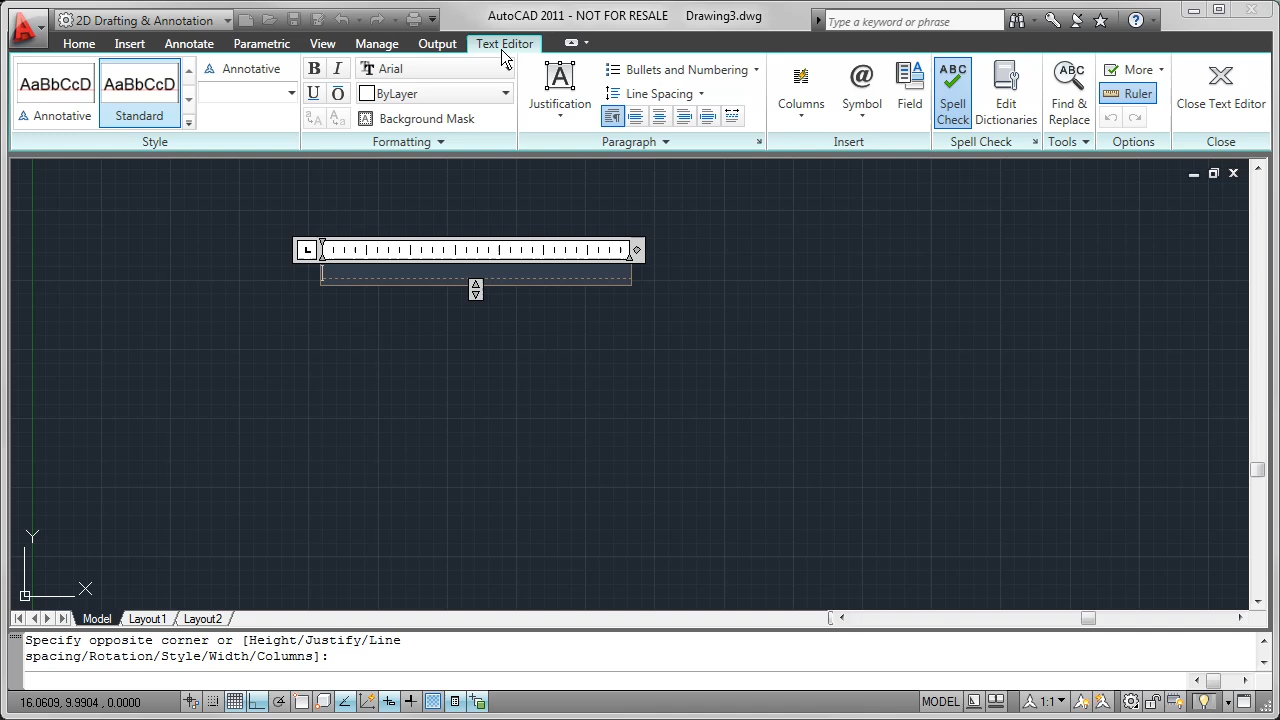 2D Drafting & Annotation
AutoCAD 2011 - NOT FOR RESALE Drawing3.dwg
Type a keyword or phrase
Home Insert Annotate Parametric View Manage Output Text Editor
AaBbCcD AaBbCcD
Annotative Standard
Annotative
Style
B I Arial
U O ByLayer
Background Mask
Formatting
A
Justification
Bullets and Numbering
Line Spacing
Paragraph
Columns
@
Symbol
A
Field
Insert
ABC
Spell
Check
Edit
Dictionaries
Spell Check
ABC
Find &
Replace
Tools
More
Ruler
Options
Close Text Editor
Close
Y
X
Model Layout1 Layout2
Specify opposite corner or [Height/Justify/Line
spacing/Rotation/Style/Width/Columns]:
16.0609, 9.9904 , 0.0000
MODEL
1:1